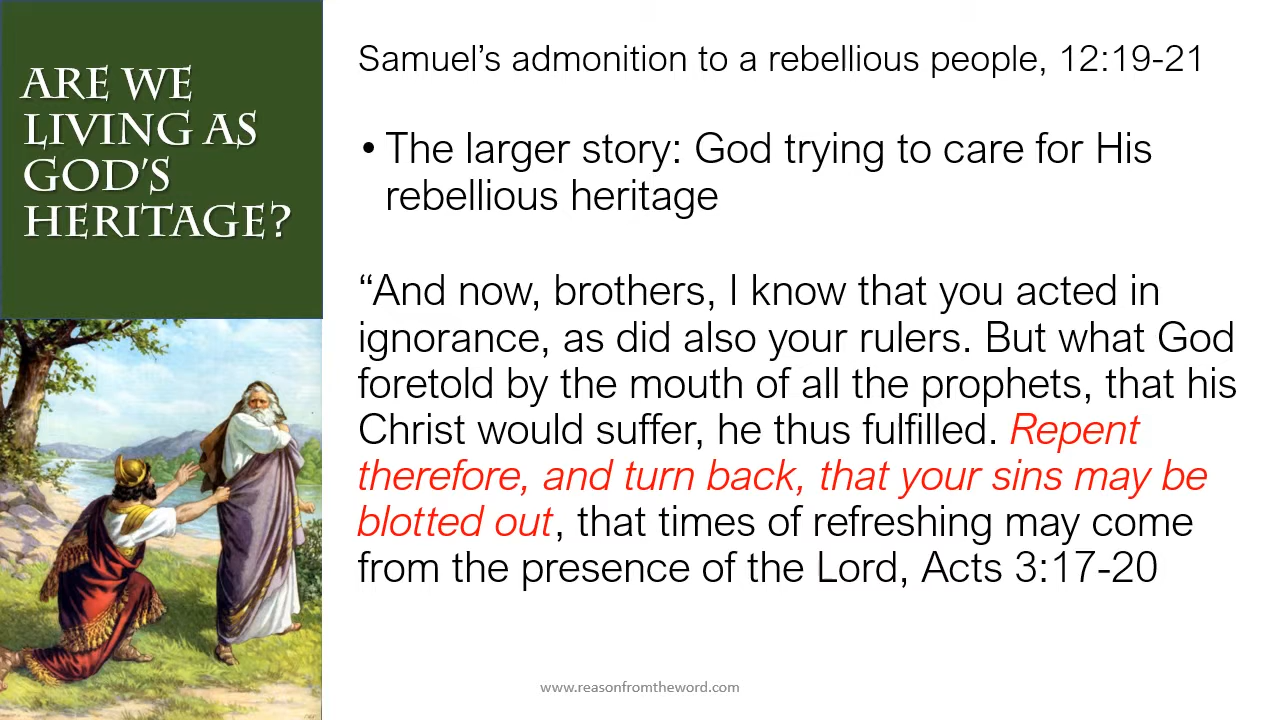 ARE WE
LIVING AS
GOD'S
HERITAGE?
Samuel’s admonition to a rebellious people, 12:19-21
• The larger story: God trying to care for His
rebellious heritage
“And now, brothers, I know that you acted in
ignorance, as did also your rulers. But what God
foretold by the mouth of all the prophets, that his
Christ would suffer, he thus fulfilled. Repent
therefore, and turn back, that your sins may be
blotted out, that times of refreshing may come
from the presence of the Lord, Acts 3:17-20
www.reasonfromtheword.com